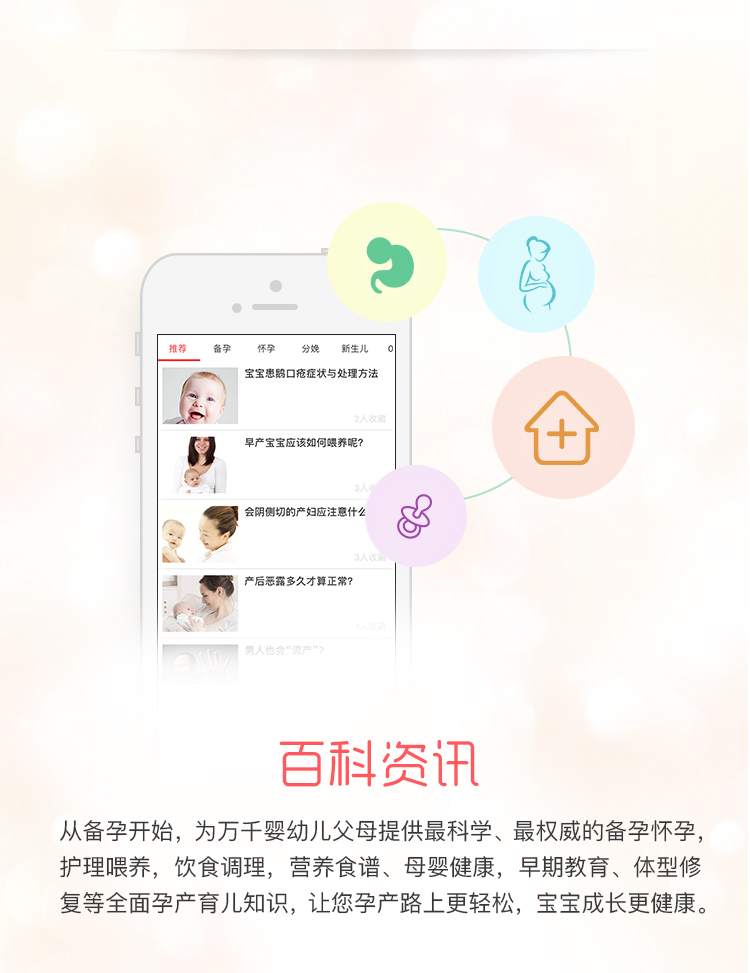 推荐 备孕 怀孕 分娩 新生儿 0
宝宝患鹅口疮症状与处理方法
2人收藏
早产宝宝应该如何喂养呢?
3人收
会阴侧切的产妇应注意什么
3人收藏
产后恶露多久才算正常?
1人收藏
男人也会“流产”?
百科资讯
从备孕开始，为万千婴幼儿父母提供最科学、最权威的备孕怀孕，
护理喂养，饮食调理，营养食谱、母婴健康，早期教育、体型修
复等全面孕产育儿知识，让您孕产路上更轻松，宝宝成长更健康。